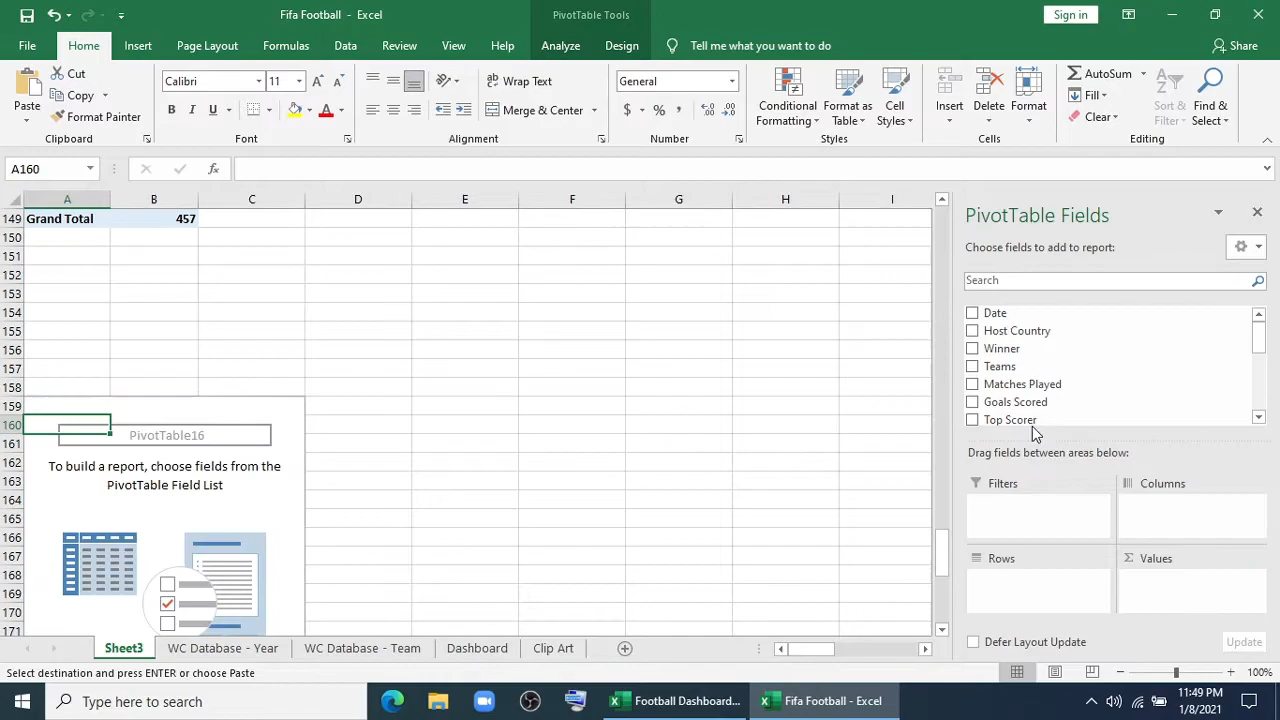 Fifa Football - Excel
PivotTable Tools
Sign in
File Home Insert Page Layout Formulas Data Review View Help Analyze Design Tell me what you want to do Share
Paste
Cut
Copy
Format Painter
Clipboard
Calibri 11
B I U
A
Font
ab Wrap Text
Merge & Center
Alignment
General
$ % ,
Number
Conditional Formatting
Format as Table
Cell Styles
Styles
Insert Delete Format
Cells
AutoSum
Fill
Clear
Sort & Filter
Find & Select
Editing
A160
fx
A B C D E F G H I
149 Grand Total 457
150
151
152
153
154
155
156
157
158
159
160
161
162
163
164
165
166
167
168
169
170
171
PivotTable16
To build a report, choose fields from the
PivotTable Field List
PivotTable Fields
Choose fields to add to report:
Search
Date
Host Country
Winner
Teams
Matches Played
Goals Scored
Top Scorer
Drag fields between areas below:
Filters
Columns
Rows
Σ Values
Defer Layout Update
Update
Sheet3 WC Database - Year WC Database - Team Dashboard Clip Art
Select destination and press ENTER or choose Paste
100%
Type here to search
Football Dashboard...
Fifa Football - Excel
11:49 PM
1/8/2021